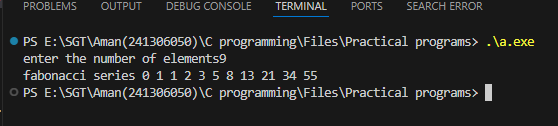 PROBLEMS OUTPUT DEBUG CONSOLE TERMINAL PORTS SEARCH ERROR
PS E:\SGT\Aman(241306050)\C programming\Files\Practical programs> .\a.exe
enter the number of elements9
fabonacci series 0 1 1 2 3 5 8 13 21 34 55
PS E:\SGT\Aman(241306050)\C programming\Files\Practical programs>